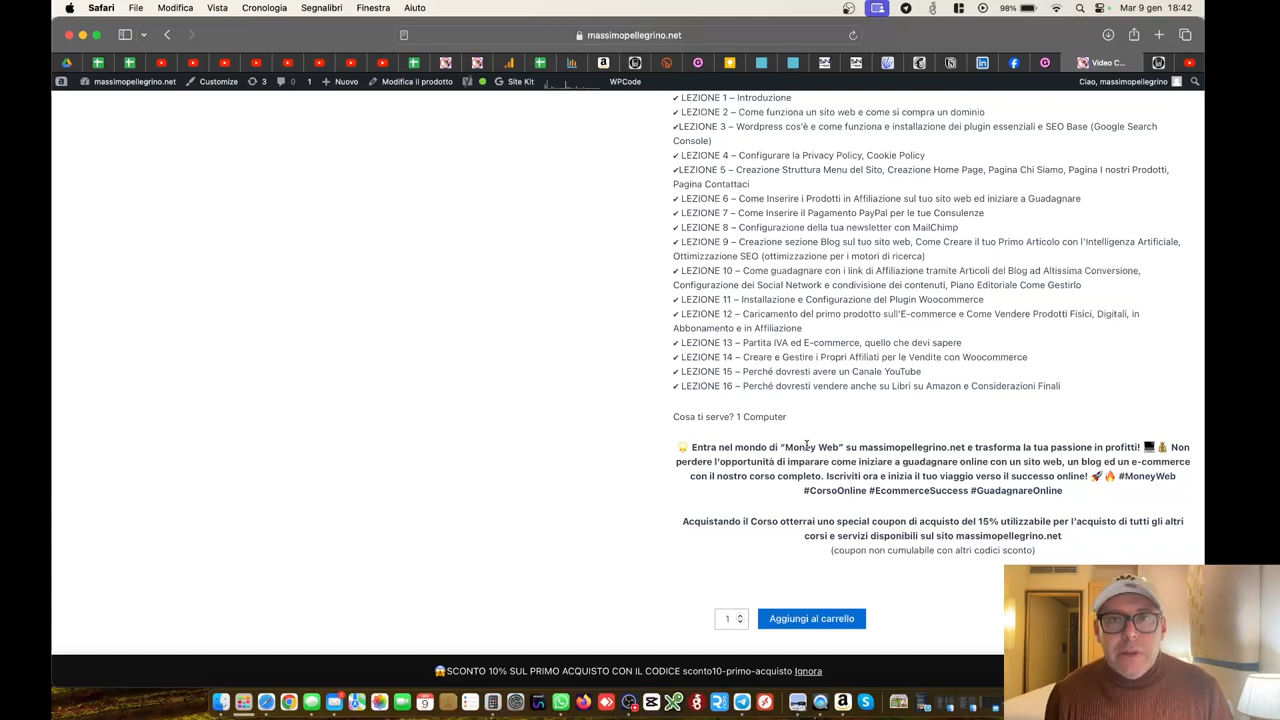 Safari File Modifica Vista Cronologia Segnalibri Finestra Aiuto 98% Mar 9 gen 18:42
massimopellegrino.net
Video C...
massimopellegrino.net Customize 3 0 1 Nuovo Modifica il prodotto Site Kit WPCode Ciao, massimopellegrino
✔ LEZIONE 1 – Introduzione
✔ LEZIONE 2 – Come funziona un sito web e come si compra un dominio
✔LEZIONE 3 – Wordpress cos'è e come funziona e installazione dei plugin essenziali e SEO Base (Google Search
Console)
✔ LEZIONE 4 – Configurare la Privacy Policy, Cookie Policy
✔LEZIONE 5 – Creazione Struttura Menu del Sito, Creazione Home Page, Pagina Chi Siamo, Pagina I nostri Prodotti,
Pagina Contattaci
✔ LEZIONE 6 – Come Inserire i Prodotti in Affiliazione sul tuo sito web ed iniziare a Guadagnare
✔ LEZIONE 7 – Come Inserire il Pagamento PayPal per le tue Consulenze
✔ LEZIONE 8 – Configurazione della tua newsletter con MailChimp
✔ LEZIONE 9 – Creazione sezione Blog sul tuo sito web, Come Creare il tuo Primo Articolo con l'Intelligenza Artificiale,
Ottimizzazione SEO (ottimizzazione per i motori di ricerca)
✔ LEZIONE 10 – Come guadagnare con i link di Affiliazione tramite Articoli del Blog ad Altissima Conversione,
Configurazione dei Social Network e condivisione dei contenuti, Piano Editoriale Come Gestirlo
✔ LEZIONE 11 – Installazione e Configurazione del Plugin Woocommerce
✔ LEZIONE 12 – Caricamento del primo prodotto sull'E-commerce e Come Vendere Prodotti Fisici, Digitali, in
Abbonamento e in Affiliazione
✔ LEZIONE 13 – Partita IVA ed E-commerce, quello che devi sapere
✔ LEZIONE 14 – Creare e Gestire i Propri Affiliati per le Vendite con Woocommerce
✔ LEZIONE 15 – Perché dovresti avere un Canale YouTube
✔ LEZIONE 16 – Perché dovresti vendere anche su Libri su Amazon e Considerazioni Finali
Cosa ti serve? 1 Computer
🌟 Entra nel mondo di "Money Web" su massimopellegrino.net e trasforma la tua passione in profitti! 💻💰 Non
perdere l'opportunità di imparare come iniziare a guadagnare online con un sito web, un blog ed un e-commerce
con il nostro corso completo. Iscriviti ora e inizia il tuo viaggio verso il successo online! 🚀🔥 #MoneyWeb
#CorsoOnline #EcommerceSuccess #GuadagnareOnline
Acquistando il Corso otterrai uno special coupon di acquisto del 15% utilizzabile per l'acquisto di tutti gli altri
corsi e servizi disponibili sul sito massimopellegrino.net
(coupon non cumulabile con altri codici sconto)
1 Aggiungi al carrello
😱SCONTO 10% SUL PRIMO ACQUISTO CON IL CODICE sconto10-primo-acquisto Ignora